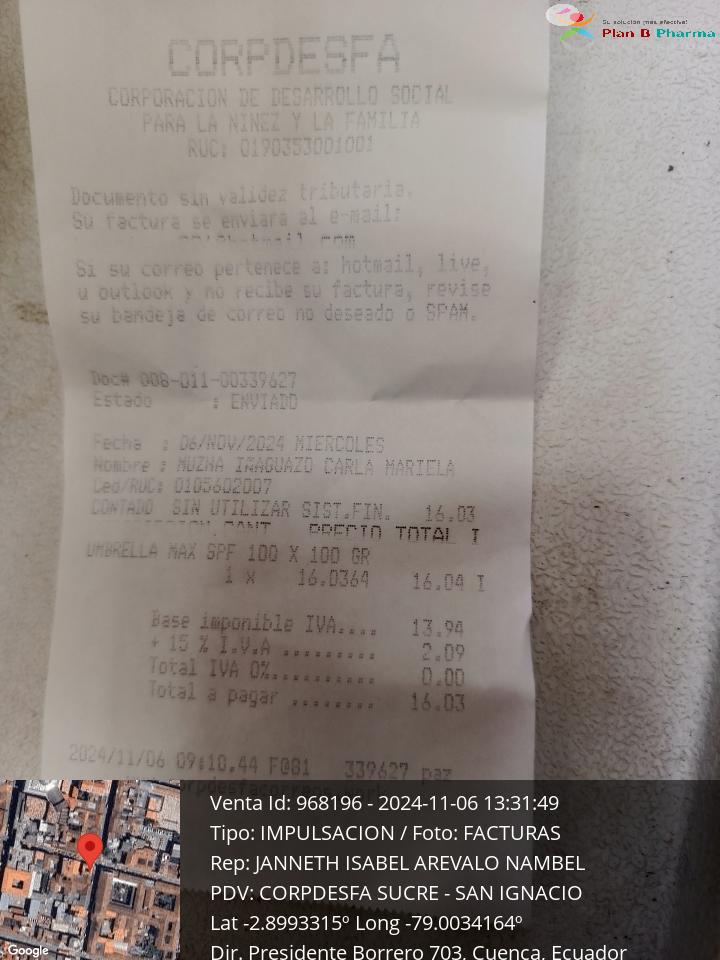 Su solución ¡más efectiva!
Plan B Pharma
CORPDESFA
CORPORACION DE DESARROLLO SOCIAL
PARA LA NINEZ Y LA FAMILIA
RUC: 0190353001001
Documento sin validez tributaria.
Su factura se enviara al e-mail:
@hotmail.com
Si su correo pertenece a: hotmail, live,
u outlook y no recibe su factura, revise
su bandeja de correo no deseado o SPAM.
Doc# 008-011-00339627
Estado : ENVIADO
Fecha : 06/NOV/2024 MIERCOLES
Nombre : MUZHA IÑAGUAZO CARLA MARIELA
Ced/RUC: 0105602007
CONTADO SIN UTILIZAR SIST.FIN. 16.03
CANT PRECIO TOTAL I
UMBRELLA MAX SPF 100 X 100 GR
1 x 16.0364 16.04 I
Base imponible IVA.... 13.94
+ 15 % I.V.A ......... 2.09
Total IVA 0%.......... 0.00
Total a pagar ........ 16.03
2024/11/06 09:10.44 F@81 339627 paz
Venta Id: 968196 - 2024-11-06 13:31:49
Tipo: IMPULSACION / Foto: FACTURAS
Rep: JANNETH ISABEL AREVALO NAMBEL
PDV: CORPDESFA SUCRE - SAN IGNACIO
Lat -2.8993315º Long -79.0034164º
Dir. Presidente Borrero 703, Cuenca, Ecuador
Google